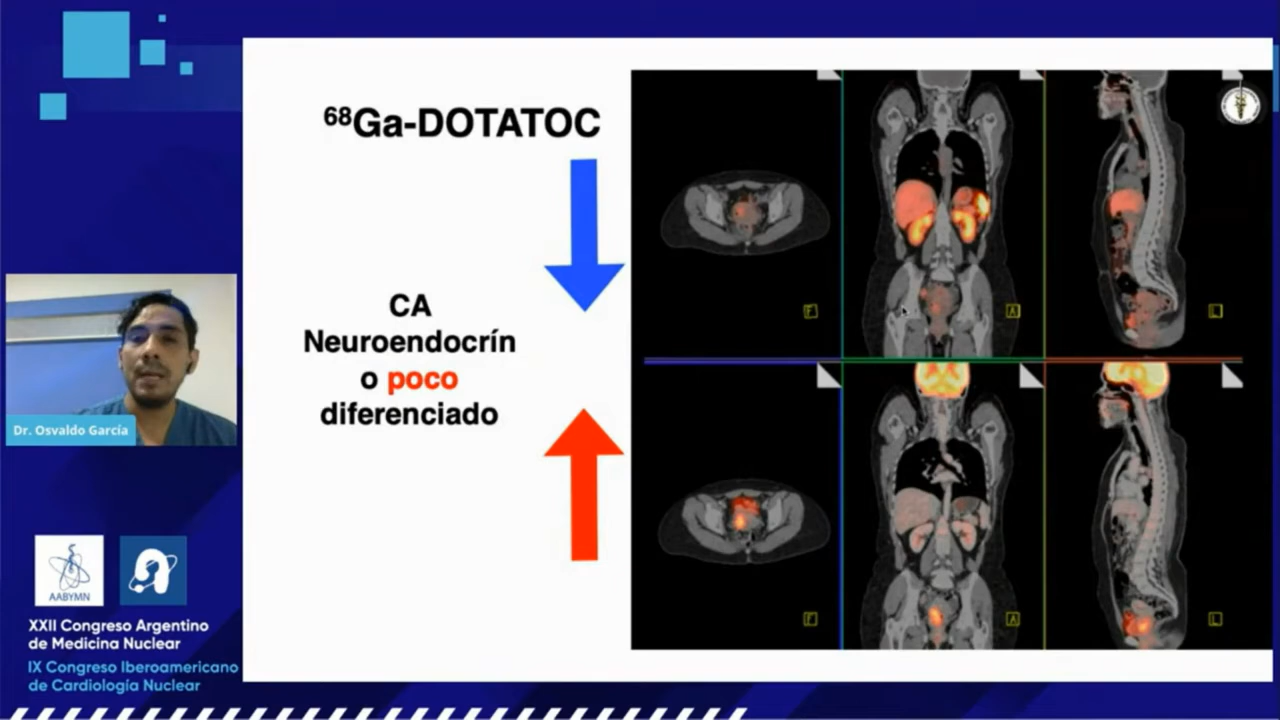 ⁶⁸Ga-DOTATOC
CA
Neuroendocrín
o poco
diferenciado
F
A
L
F
A
L
Dr. Osvaldo García
AABYMN
XXII Congreso Argentino
de Medicina Nuclear
IX Congreso Iberoamericano
de Cardiología Nuclear